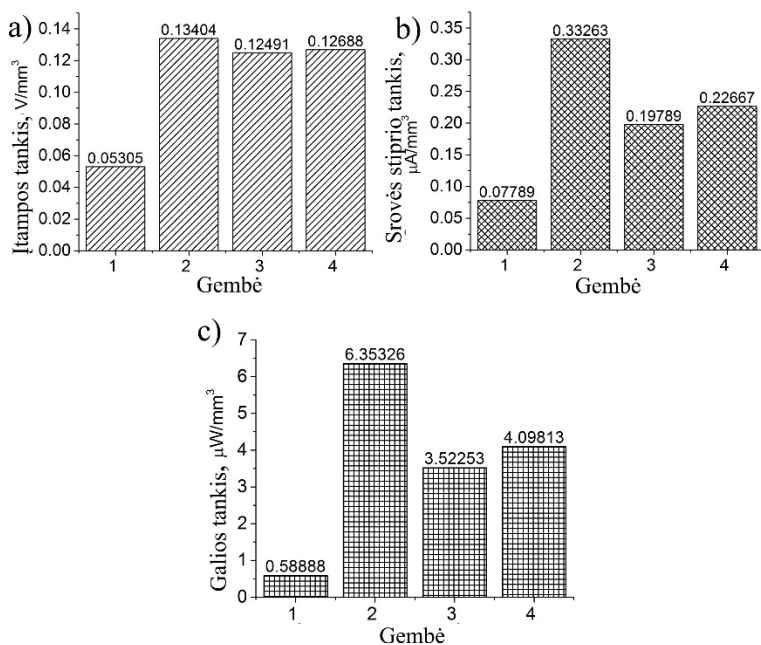 a)
Įtampos tankis, V/mm³
0.14
0.12
0.10
0.08
0.06
0.04
0.02
0.00
0.05305
0.13404
0.12491
0.12688
1 2 3 4
Gembė
b)
Srovės stiprio tankis,
μA/mm³
0.35
0.30
0.25
0.20
0.15
0.10
0.05
0.00
0.07789
0.33263
0.19789
0.22667
1 2 3 4
Gembė
c)
Galios tankis, μW/mm³
7
6
5
4
3
2
1
0
0.58888
6.35326
3.52253
4.09813
1 2 3 4
Gembė